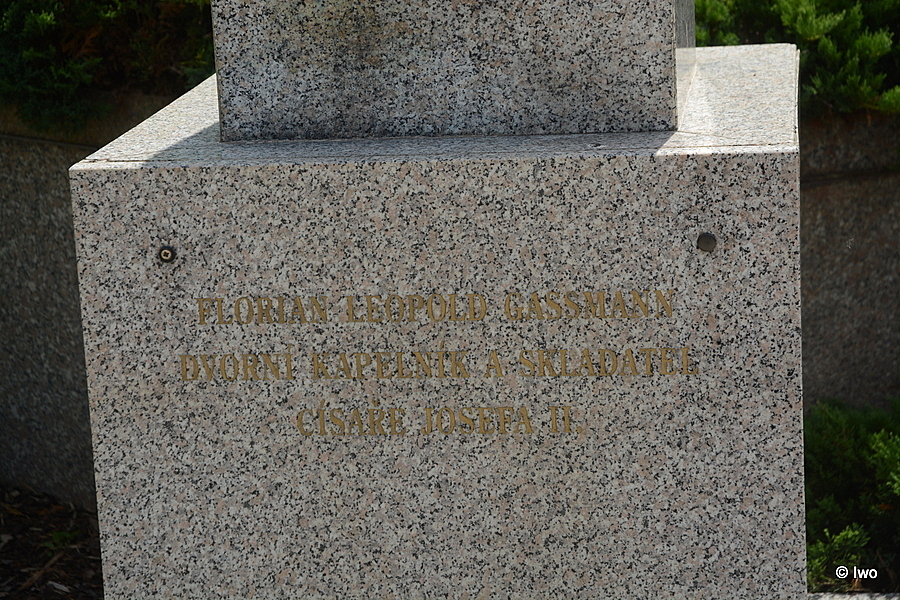 FLORIAN LEOPOLD GASSMANN
DVORNÍ KAPELNÍK A SKLADATEL
CÍSAŘE JOSEFA II.
© Iwo